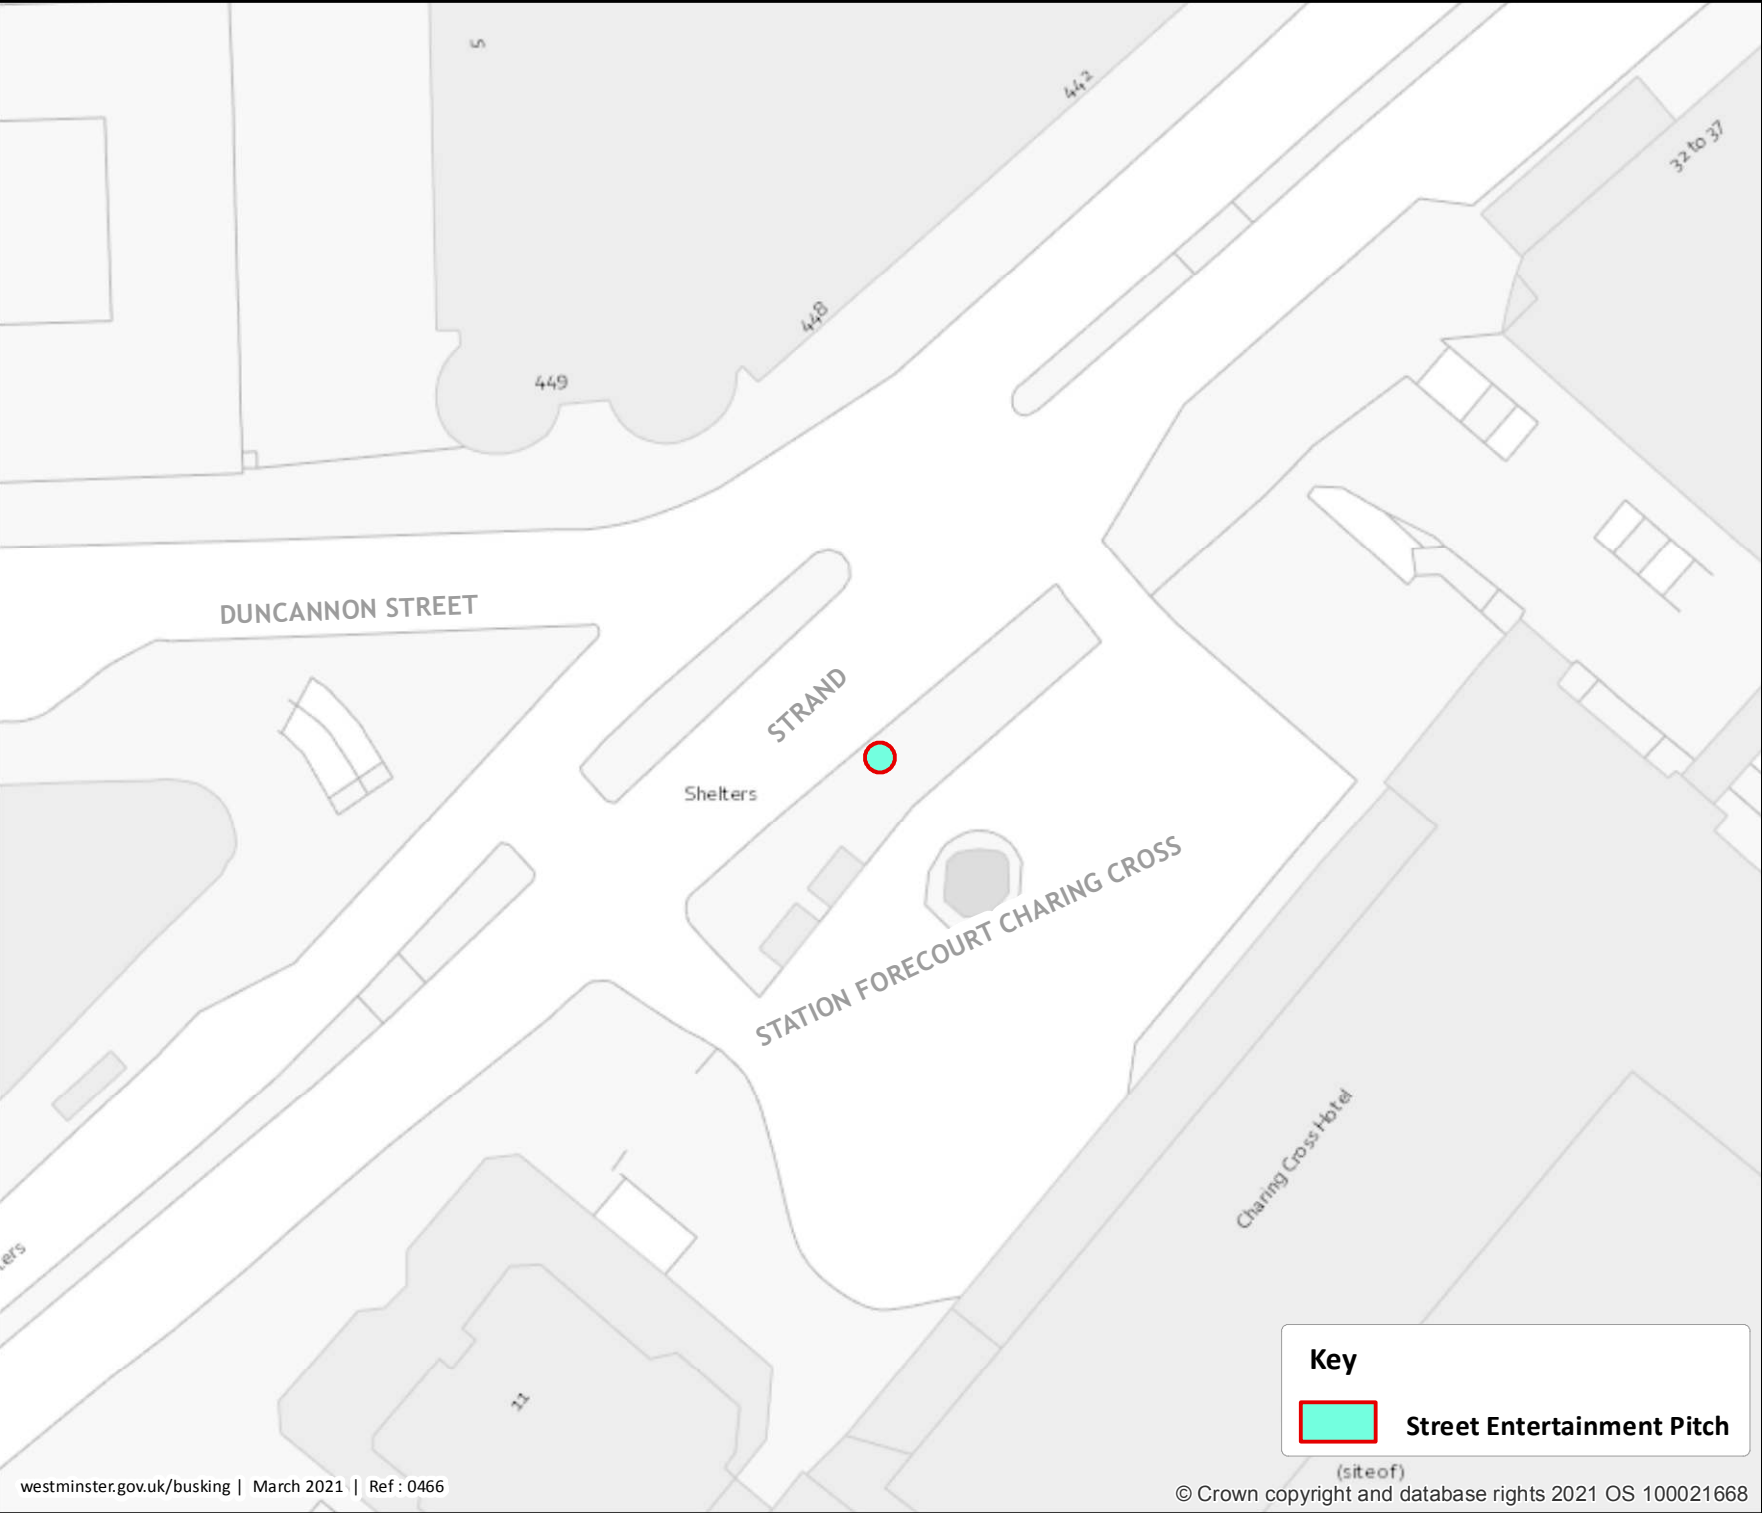 5
442
32 to 37
448
449
DUNCANNON STREET
STRAND
Shelters
STATION FORECOURT CHARING CROSS
Charing Cross Hotel
11
Key
Street Entertainment Pitch
(site of)
westminster.gov.uk/busking | March 2021 | Ref : 0466
© Crown copyright and database rights 2021 OS 100021668